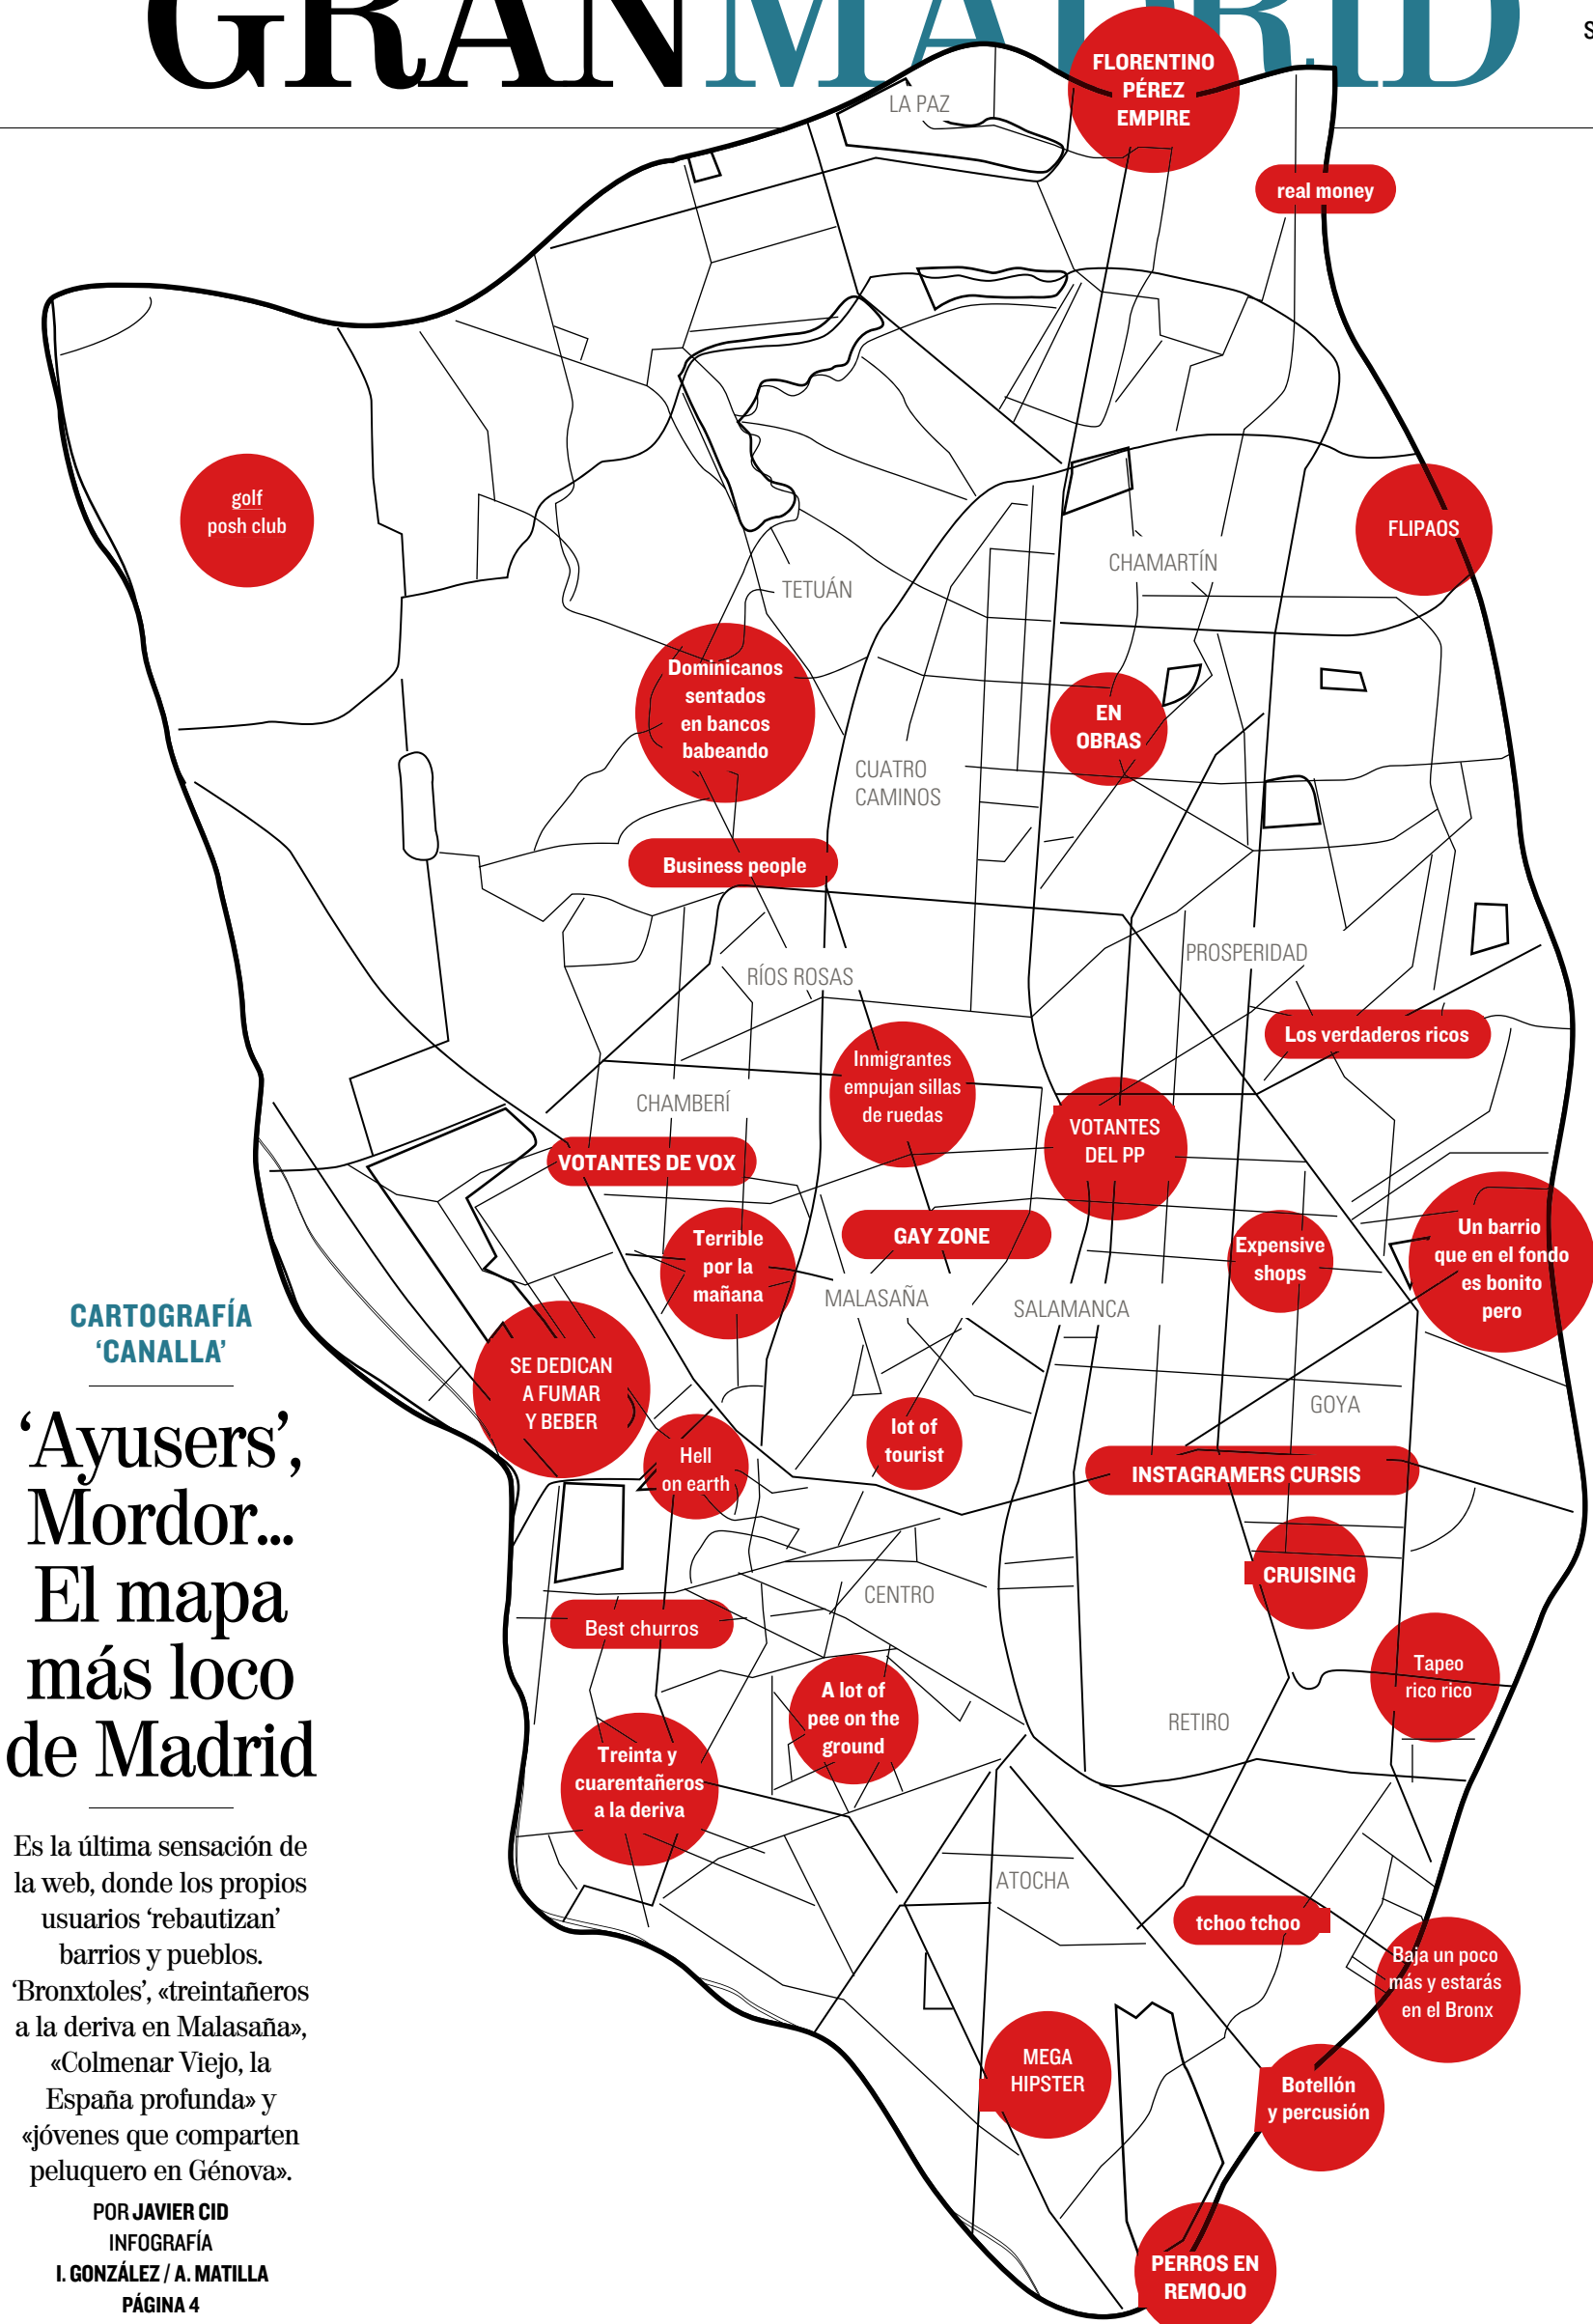 GRANMADRID
S
FLORENTINO
PÉREZ
EMPIRE
LA PAZ
real money
golf
posh club
FLIPAOS
CHAMARTÍN
TETUÁN
Dominicanos
sentados
en bancos
babeando
EN
OBRAS
CUATRO
CAMINOS
Business people
PROSPERIDAD
RÍOS ROSAS
Los verdaderos ricos
Inmigrantes
empujan sillas
de ruedas
CHAMBERÍ
VOTANTES
DEL PP
VOTANTES DE VOX
Terrible
por la
mañana
GAY ZONE
Expensive
shops
Un barrio
que en el fondo
es bonito
pero
MALASAÑA
SALAMANCA
SE DEDICAN
A FUMAR
Y BEBER
GOYA
lot of
tourist
Hell
on earth
INSTAGRAMERS CURSIS
CRUISING
CENTRO
Best churros
Tapeo
rico rico
A lot of
pee on the
ground
RETIRO
Treinta y
cuarentañeros
a la deriva
ATOCHA
tchoo tchoo
Baja un poco
más y estarás
en el Bronx
MEGA
HIPSTER
Botellón
y percusión
PERROS EN
REMOJO
CARTOGRAFÍA
‘CANALLA’
‘Ayusers’,
Mordor...
El mapa
más loco
de Madrid
Es la última sensación de
la web, donde los propios
usuarios ‘rebautizan’
barrios y pueblos.
‘Bronxtoles’, «treintañeros
a la deriva en Malasaña»,
«Colmenar Viejo, la
España profunda» y
«jóvenes que comparten
peluquero en Génova».
POR JAVIER CID
INFOGRAFÍA
I. GONZÁLEZ / A. MATILLA
PÁGINA 4